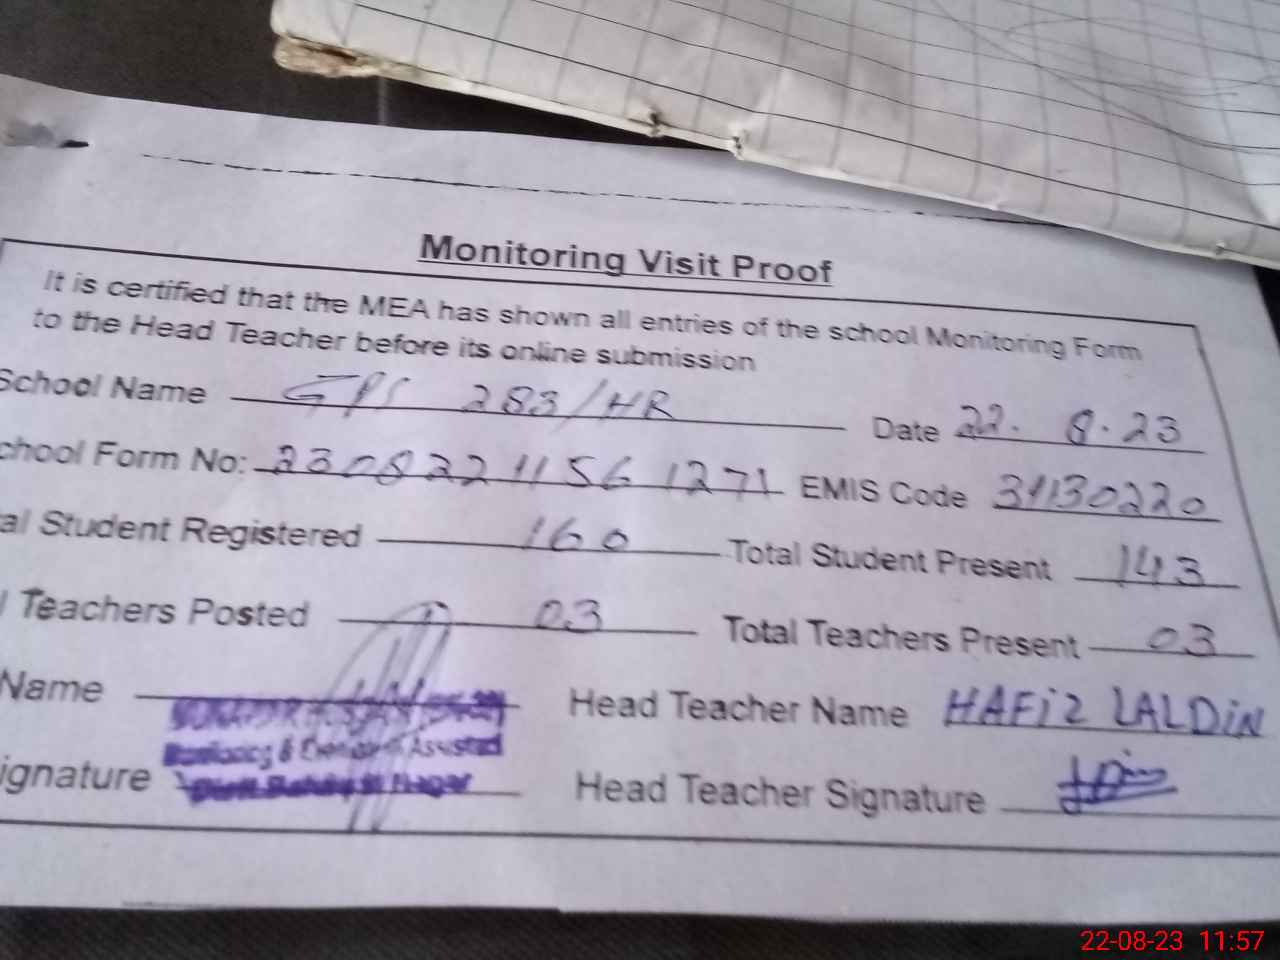 Monitoring Visit Proof
It is certified that the MEA has shown all entries of the school Monitoring Form
to the Head Teacher before its online submission
School Name GPS 283/HR Date 22.8.23
chool Form No: 2308221156 1271 EMIS Code 31130220
al Student Registered 160 Total Student Present 143
l Teachers Posted 03 Total Teachers Present 03
Name Head Teacher Name HAFiZ LALDiN
Assistant
ignature Nagar Head Teacher Signature
22-08-23 11:57